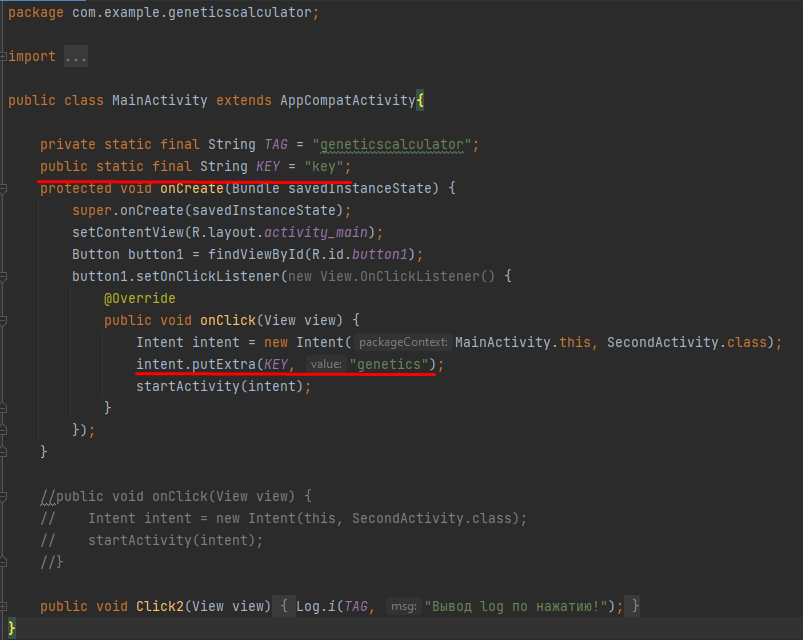 package com.example.geneticscalculator;
import ...
public class MainActivity extends AppCompatActivity{
private static final String TAG = "geneticscalculator";
public static final String KEY = "key";
protected void onCreate(Bundle savedInstanceState) {
super.onCreate(savedInstanceState);
setContentView(R.layout.activity_main);
Button button1 = findViewById(R.id.button1);
button1.setOnClickListener(new View.OnClickListener() {
@Override
public void onClick(View view) {
Intent intent = new Intent( packageContext: MainActivity.this, SecondActivity.class);
intent.putExtra(KEY, value: "genetics");
startActivity(intent);
}
});
}
//public void onClick(View view) {
//    Intent intent = new Intent(this, SecondActivity.class);
//    startActivity(intent);
//}
public void Click2(View view) { Log.i(TAG, msg: "Вывод log по нажатию!"); }
}